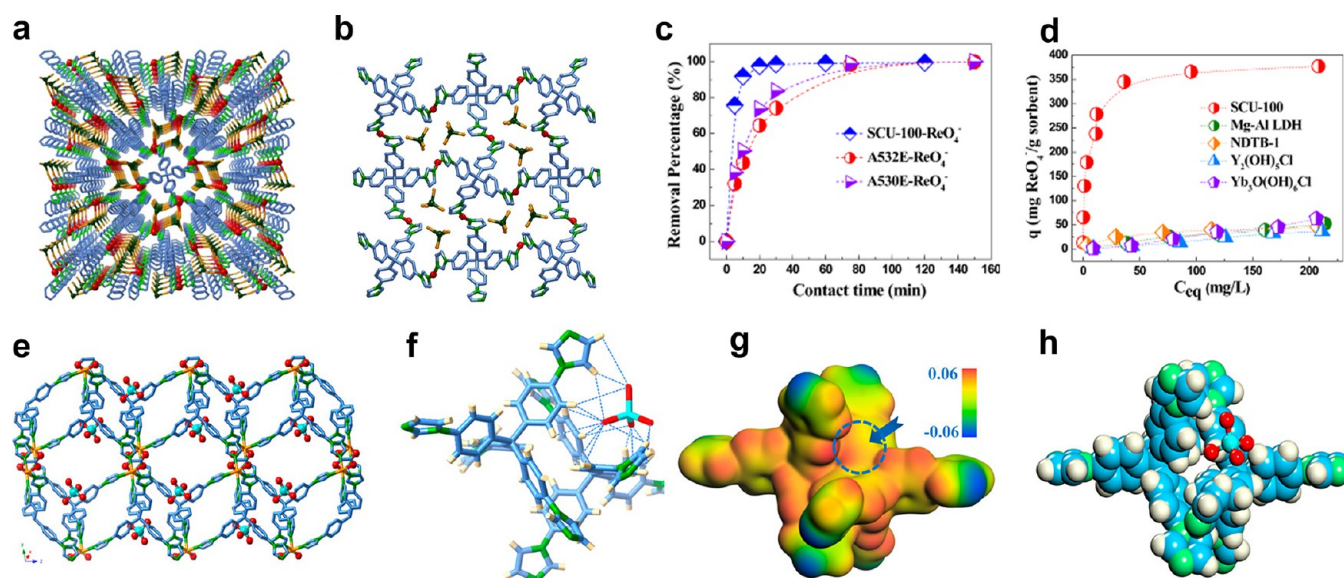 a
b
c
Removal Percentage (%)
100
80
60
40
20
0
SCU-100-ReO₄⁻
A532E-ReO₄⁻
A530E-ReO₄⁻
0 20 40 60 80 100 120 140 160
Contact time (min)
d
q (mg ReO₄⁻/g sorbent)
400
350
300
250
200
150
100
50
0
SCU-100
Mg-Al LDH
NDTB-1
Y₂(OH)₅Cl
Yb₃O(OH)₆Cl
0 50 100 150 200
Ceq (mg/L)
e
f
g
0.06
-0.06
h